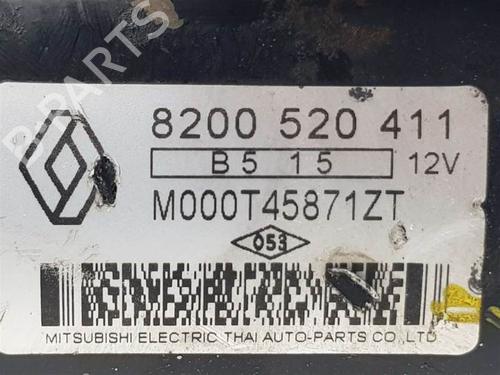 B-PARTS
8200 520 411
B5 15 12V
M000T45871ZT
053
MITSUBISHI ELECTRIC THAI AUTO-PARTS CO.,LTD.